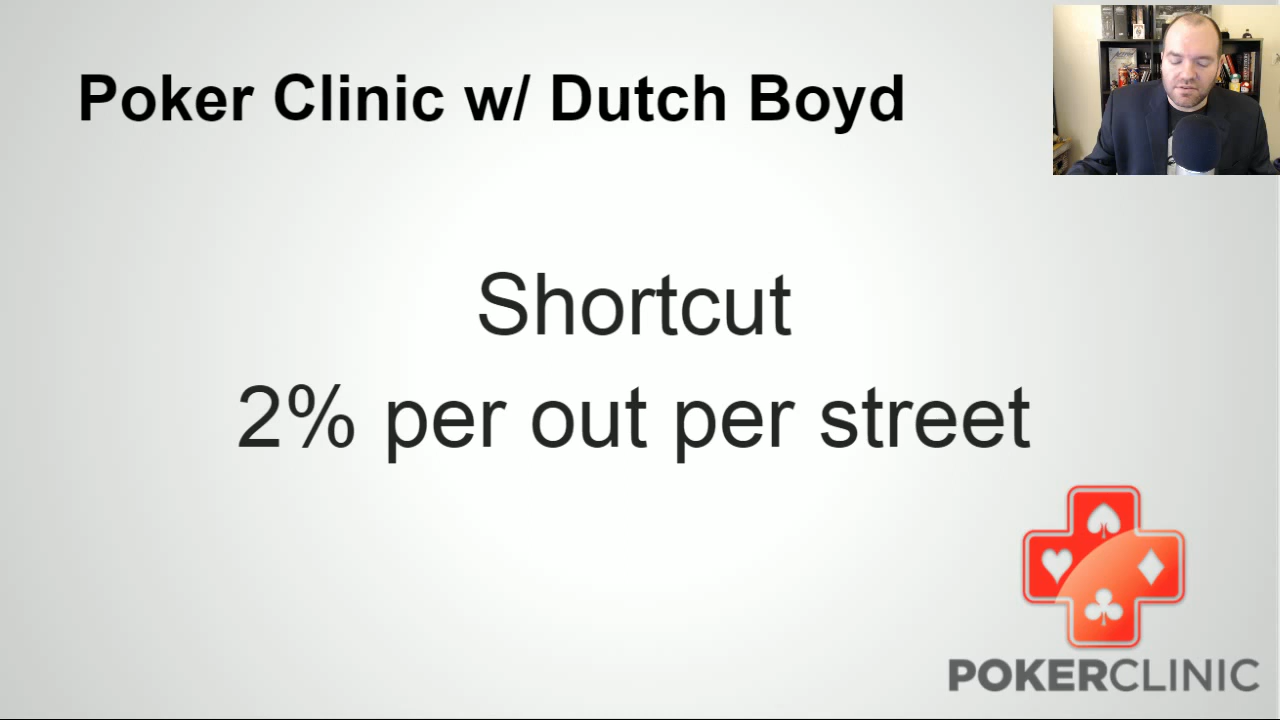 Poker Clinic w/ Dutch Boyd
Shortcut
2% per out per street
POKERCLINIC